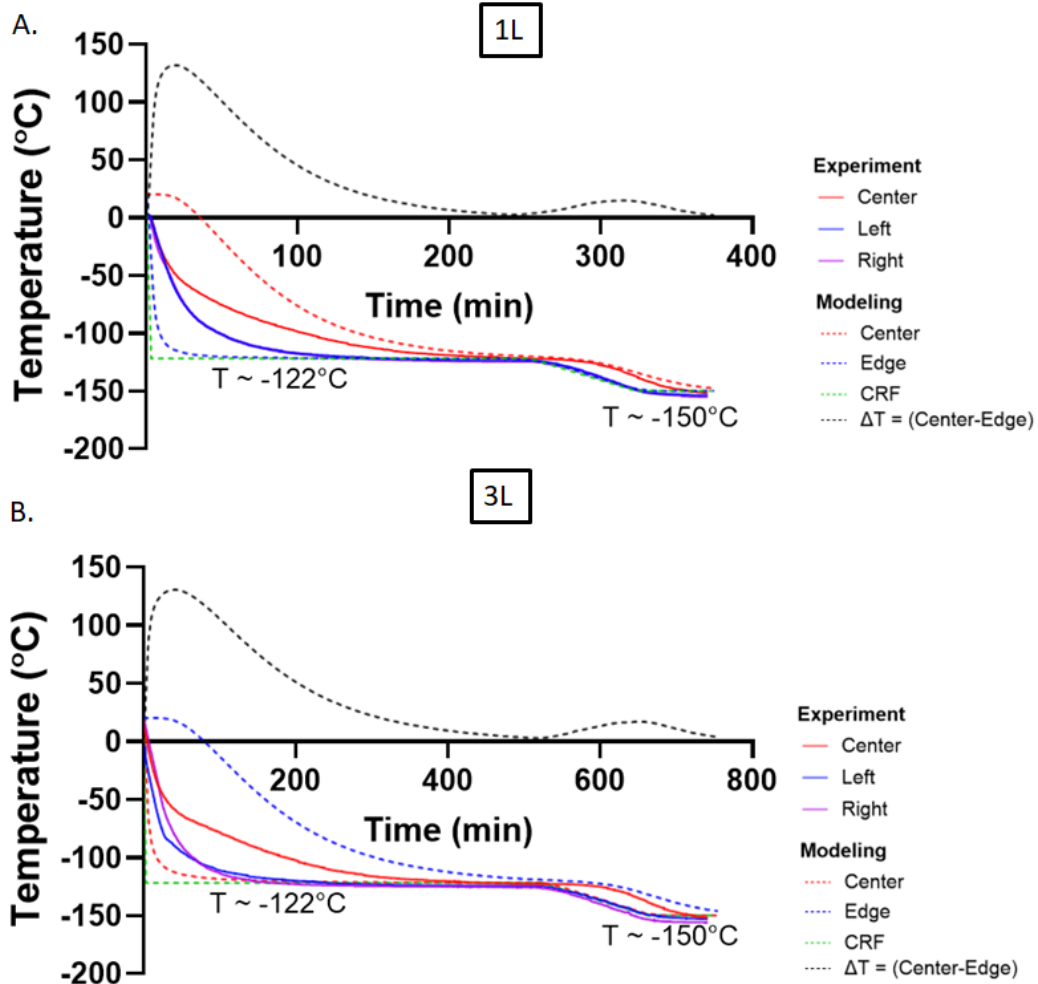 A.
1L
150
100
50
0
-50
-100
-150
-200
Temperature (°C)
100 200 300 400
Time (min)
T ~ -122°C
T ~ -150°C
Experiment
Center
Left
Right
Modeling
Center
Edge
CRF
ΔT = (Center-Edge)
B.
3L
150
100
50
0
-50
-100
-150
-200
Temperature (°C)
200 400 600 800
Time (min)
T ~ -122°C
T ~ -150°C
Experiment
Center
Left
Right
Modeling
Center
Edge
CRF
ΔT = (Center-Edge)